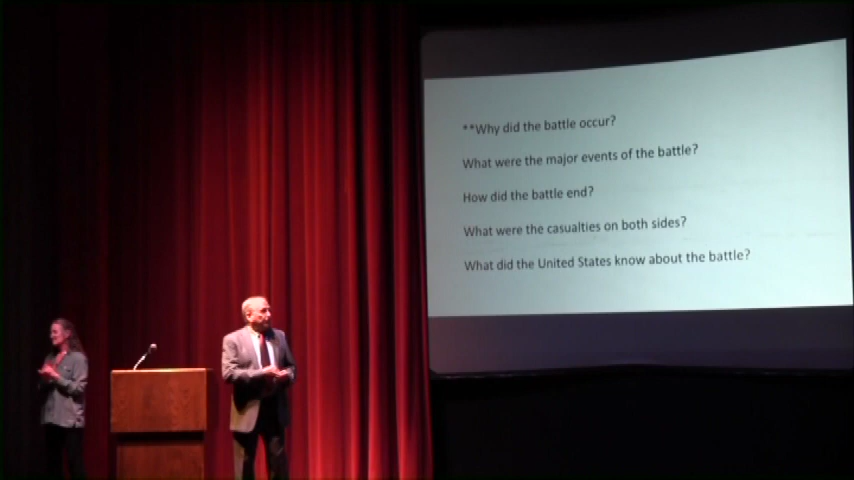 **Why did the battle occur?
What were the major events of the battle?
How did the battle end?
What were the casualties on both sides?
What did the United States know about the battle?